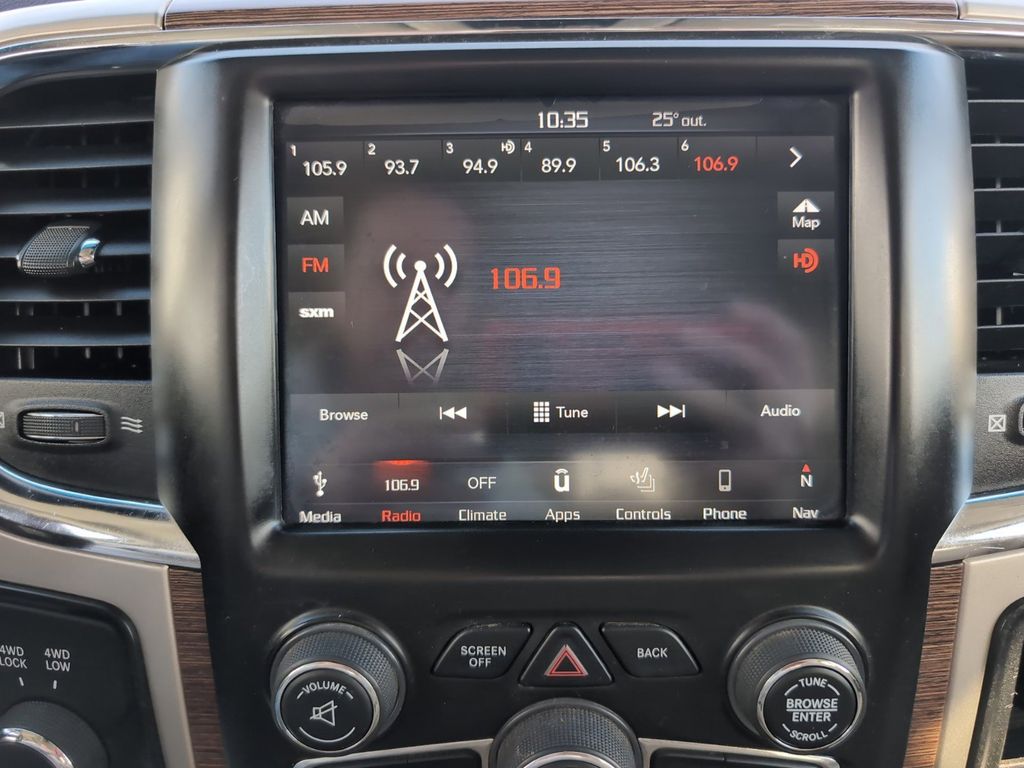 10:35 25° out.
1 105.9 2 93.7 3 94.9 HD 4 89.9 5 106.3 6 106.9
AM
Map
FM
106.9
HD
sxm
Browse Tune Audio
106.9 OFF u N
Media Radio Climate Apps Controls Phone Nav
4WD LOCK
4WD LOW
SCREEN OFF
BACK
VOLUME
TUNE
BROWSE
ENTER
SCROLL